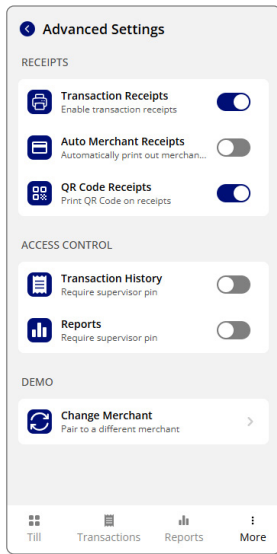 Advanced Settings
RECEIPTS
Transaction Receipts
Enable transaction receipts
Auto Merchant Receipts
Automatically print out merchan...
QR Code Receipts
Print QR Code on receipts
ACCESS CONTROL
Transaction History
Require supervisor pin
Reports
Require supervisor pin
DEMO
Change Merchant
Pair to a different merchant
Till Transactions Reports More